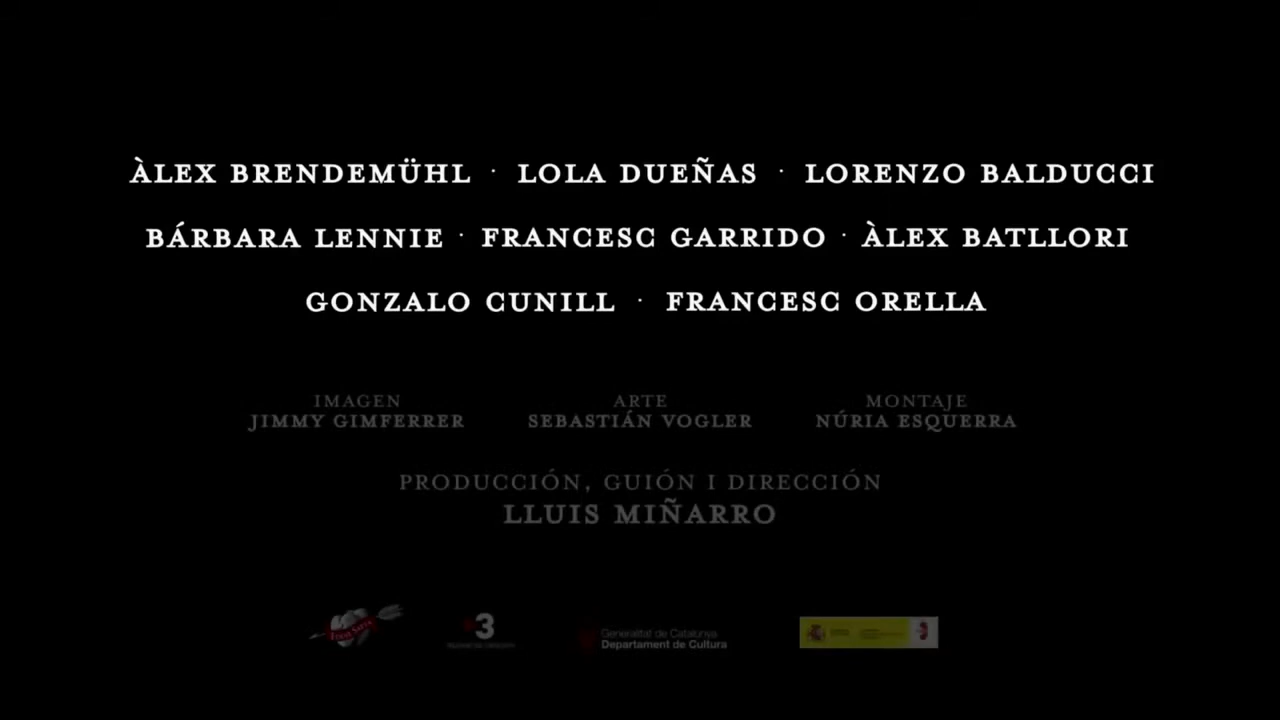 ÀLEX BRENDEMÜHL · LOLA DUEÑAS · LORENZO BALDUCCI
BÁRBARA LENNIE · FRANCESC GARRIDO · ÀLEX BATLLORI
GONZALO CUNILL · FRANCESC ORELLA
IMAGEN ARTE MONTAJE
JIMMY GIMFERRER SEBASTIÁN VOGLER NÚRIA ESQUERRA
PRODUCCIÓN, GUIÓN I DIRECCIÓN
LLUIS MIÑARRO
3
Generalitat de Catalunya
Departament de Cultura